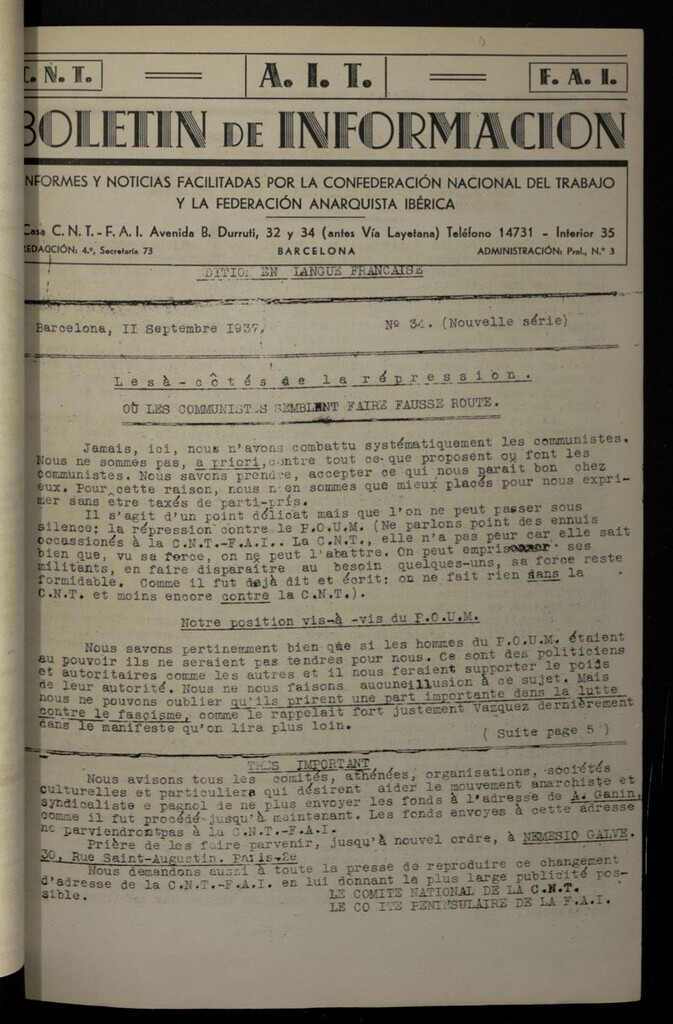 C. N. T. A. I. T. F. A. I.
BOLETIN DE INFORMACION
INFORMES Y NOTICIAS FACILITADAS POR LA CONFEDERACIÓN NACIONAL DEL TRABAJO
Y LA FEDERACIÓN ANARQUISTA IBÉRICA
Casa C. N. T. - F. A. I. Avenida B. Durruti, 32 y 34 (antes Vía Layetana) Teléfono 14731 - Interior 35
REDACCIÓN: 4.º, Secretaría 73 BARCELONA ADMINISTRACIÓN: Pral., N.º 3
DITION EN LANGUE FRANCAISE
Barcelona, II Septembre 1937, Nº 34. (Nouvelle série)
Les à-côtés de la répression.
OÙ LES COMMUNISTES SEMBLENT FAIRE FAUSSE ROUTE.
Jamais, ici, nous n'avons combattu systématiquement les communistes.
Nous ne sommes pas, a priori, contre tout ce que proposent ou font les
communistes. Nous savons prendre, accepter ce qui nous parait bon chez
eux. Pour cette raison, nous n'en sommes que mieux placés pour nous expri-
mer sans etre taxés de parti-pris.
Il s'agit d'un point délicat mais que l'on ne peut passer sous
silence: la répression contre le P.O.U.M. (Ne parlons point des ennuis
occassionés à la C.N.T.-F.A.I.. La C.N.T., elle n'a pas peur car elle sait
bien que, vu sa force, on ne peut l'abattre. On peut emprisonner ses
militants, en faire disparaître au besoin quelques-uns, sa force reste
formidable. Comme il fut dejà dit et écrit: on ne fait rien dans la
C.N.T. et moins encore contre la C.N.T.).
Notre position vis-à -vis du P.O.U.M.
Nous savons pertinemment bien que si les hommes du P.O.U.M. étaient
au pouvoir ils ne seraient pas tendres pour nous. Ce sont des politiciens
et autoritaires comme les autres et il nous feraient supporter le poids
de leur autorité. Nous ne nous faisons aucuneillusion à ce sujet. Mais
nous ne pouvons oublier qu'ils prirent une part importante dans la lutte
contre le fascisme, comme le rappelait fort justement Vazquez dernièrement
dans le manifeste qu'on lira plus loin. ( Suite page 5 )
TRES IMPORTANT
Nous avisons tous les comités, athénées, organisations, sociétés
culturelles et particuliers qui désirent aider le mouvement anarchiste et
syndicaliste e pagnol de ne plus envoyer les fonds à l'adresse de A. Ganin,
comme il fut procédé jusqu'à maintenant. Les fonds envoyes à cette adresse
ne parviendrontpas à la C.N.T.-F.A.I.
Prière de les faire parvenir, jusqu'à nouvel ordre, à NEMESIO GALVE.
30, Rue Saint-Augustin. Paris-2e
Nous demandons aussi à toute la presse de reproduire ce changement
d'adresse de la C.N.T.-F.A.I. en lui donnant la plus large publicité pos-
sible. LE COMITE NATIONAL DE LA C.N.T.
LE CO ITE PENINSULAIRE DE LA F.A.I.